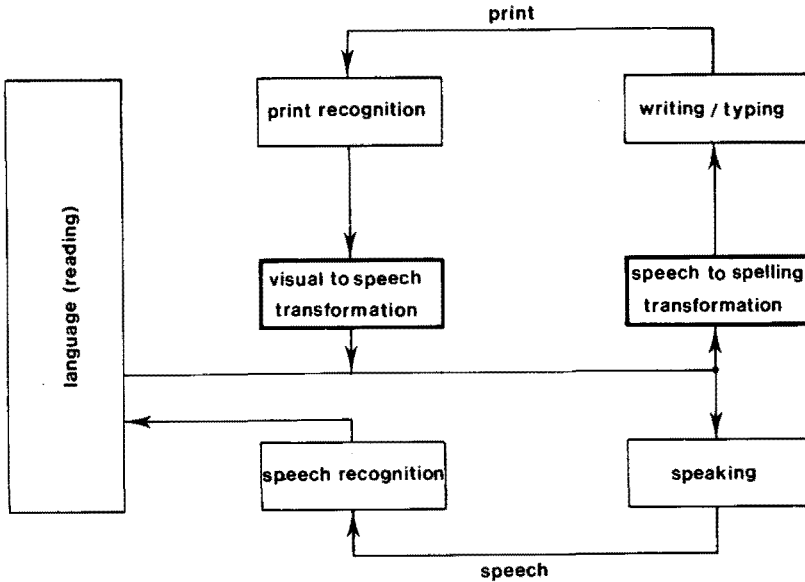 print
print recognition
writing / typing
language (reading)
visual to speech
transformation
speech to spelling
transformation
speech recognition
speaking
speech